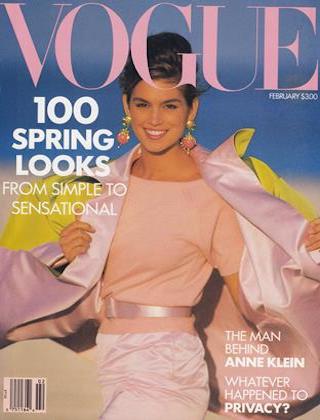 VOGUE
FEBRUARY $3.00
100
SPRING
LOOKS
FROM SIMPLE TO
SENSATIONAL
THE MAN
BEHIND
ANNE KLEIN
WHATEVER
HAPPENED TO
PRIVACY?
02